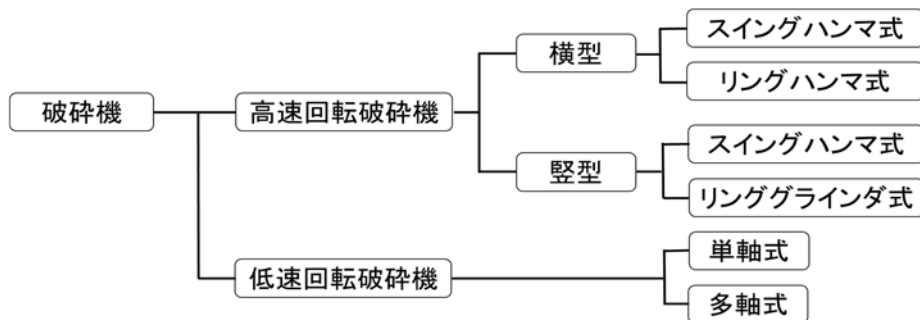 破砕機
高速回転破砕機
横型
スイングハンマ式
リングハンマ式
竪型
スイングハンマ式
リンググラインダ式
低速回転破砕機
単軸式
多軸式